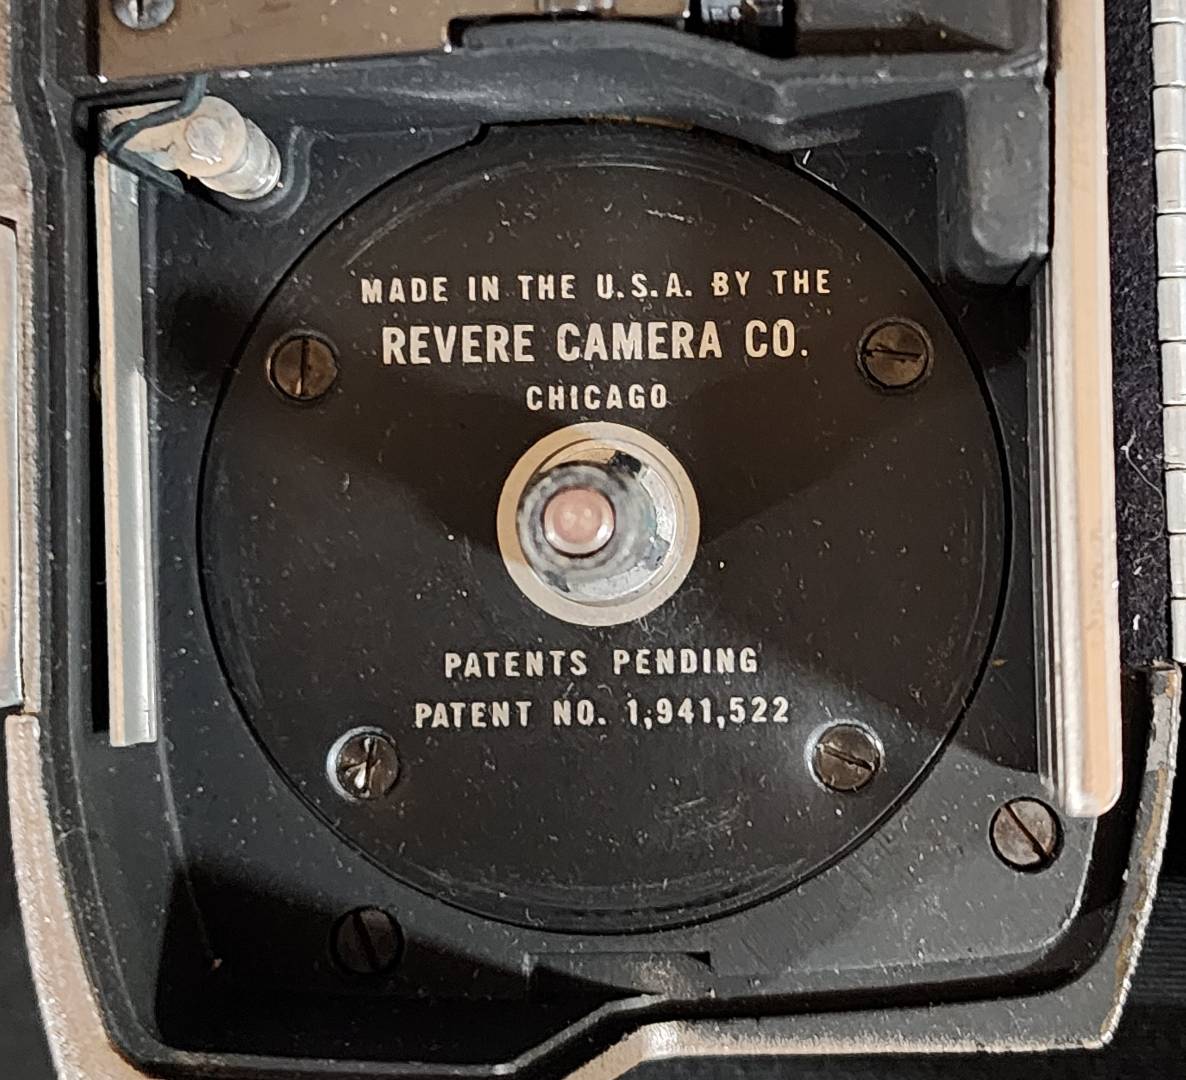 MADE IN THE U.S.A. BY THE
REVERE CAMERA CO.
CHICAGO
PATENTS PENDING
PATENT NO. 1,941,522